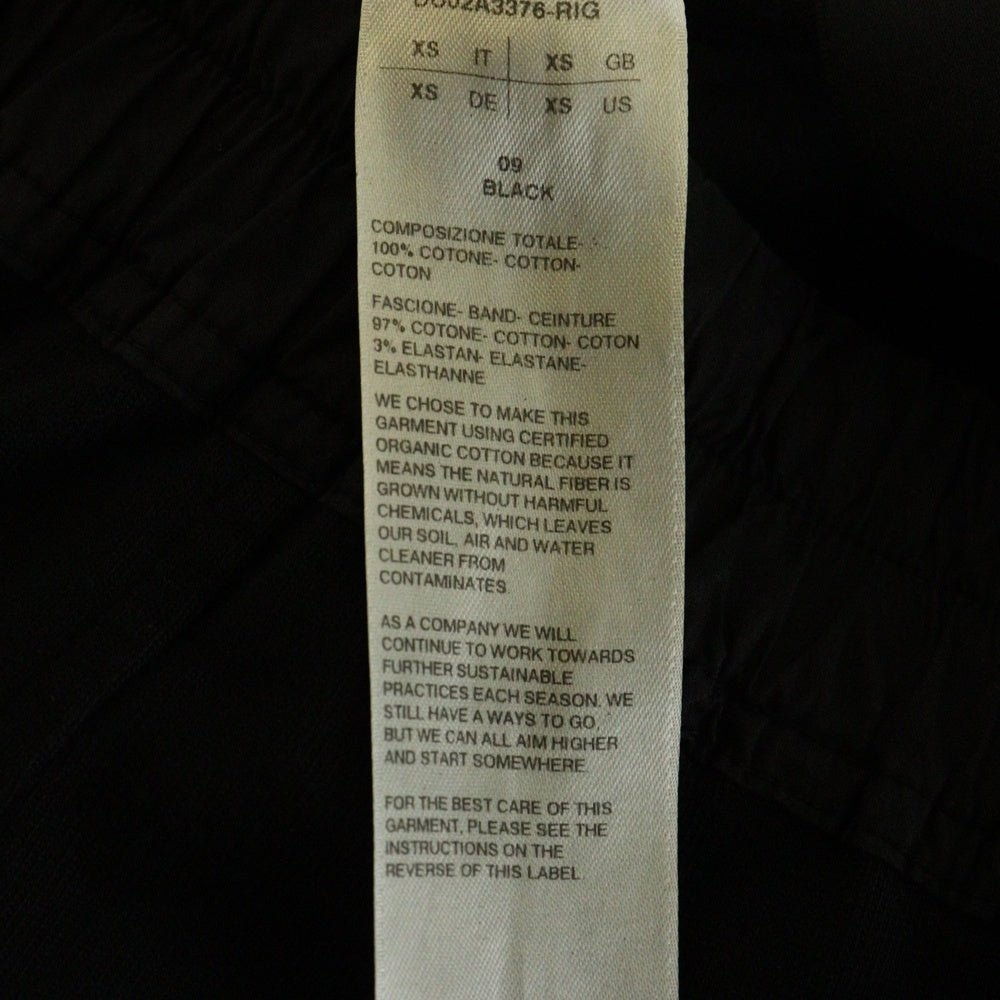 XS IT XS GB
XS DE XS US
09
BLACK
COMPOSIZIONE TOTALE-
100% COTONE- COTTON-
COTON
FASCIONE- BAND- CEINTURE
97% COTONE- COTTON- COTON
3% ELASTAN- ELASTANE-
ELASTHANNE
WE CHOSE TO MAKE THIS
GARMENT USING CERTIFIED
ORGANIC COTTON BECAUSE IT
MEANS THE NATURAL FIBER IS
GROWN WITHOUT HARMFUL
CHEMICALS, WHICH LEAVES
OUR SOIL, AIR AND WATER
CLEANER FROM
CONTAMINATES.
AS A COMPANY WE WILL
CONTINUE TO WORK TOWARDS
FURTHER SUSTAINABLE
PRACTICES EACH SEASON. WE
STILL HAVE A WAYS TO GO,
BUT WE CAN ALL AIM HIGHER
AND START SOMEWHERE.
FOR THE BEST CARE OF THIS
GARMENT, PLEASE SEE THE
INSTRUCTIONS ON THE
REVERSE OF THIS LABEL.